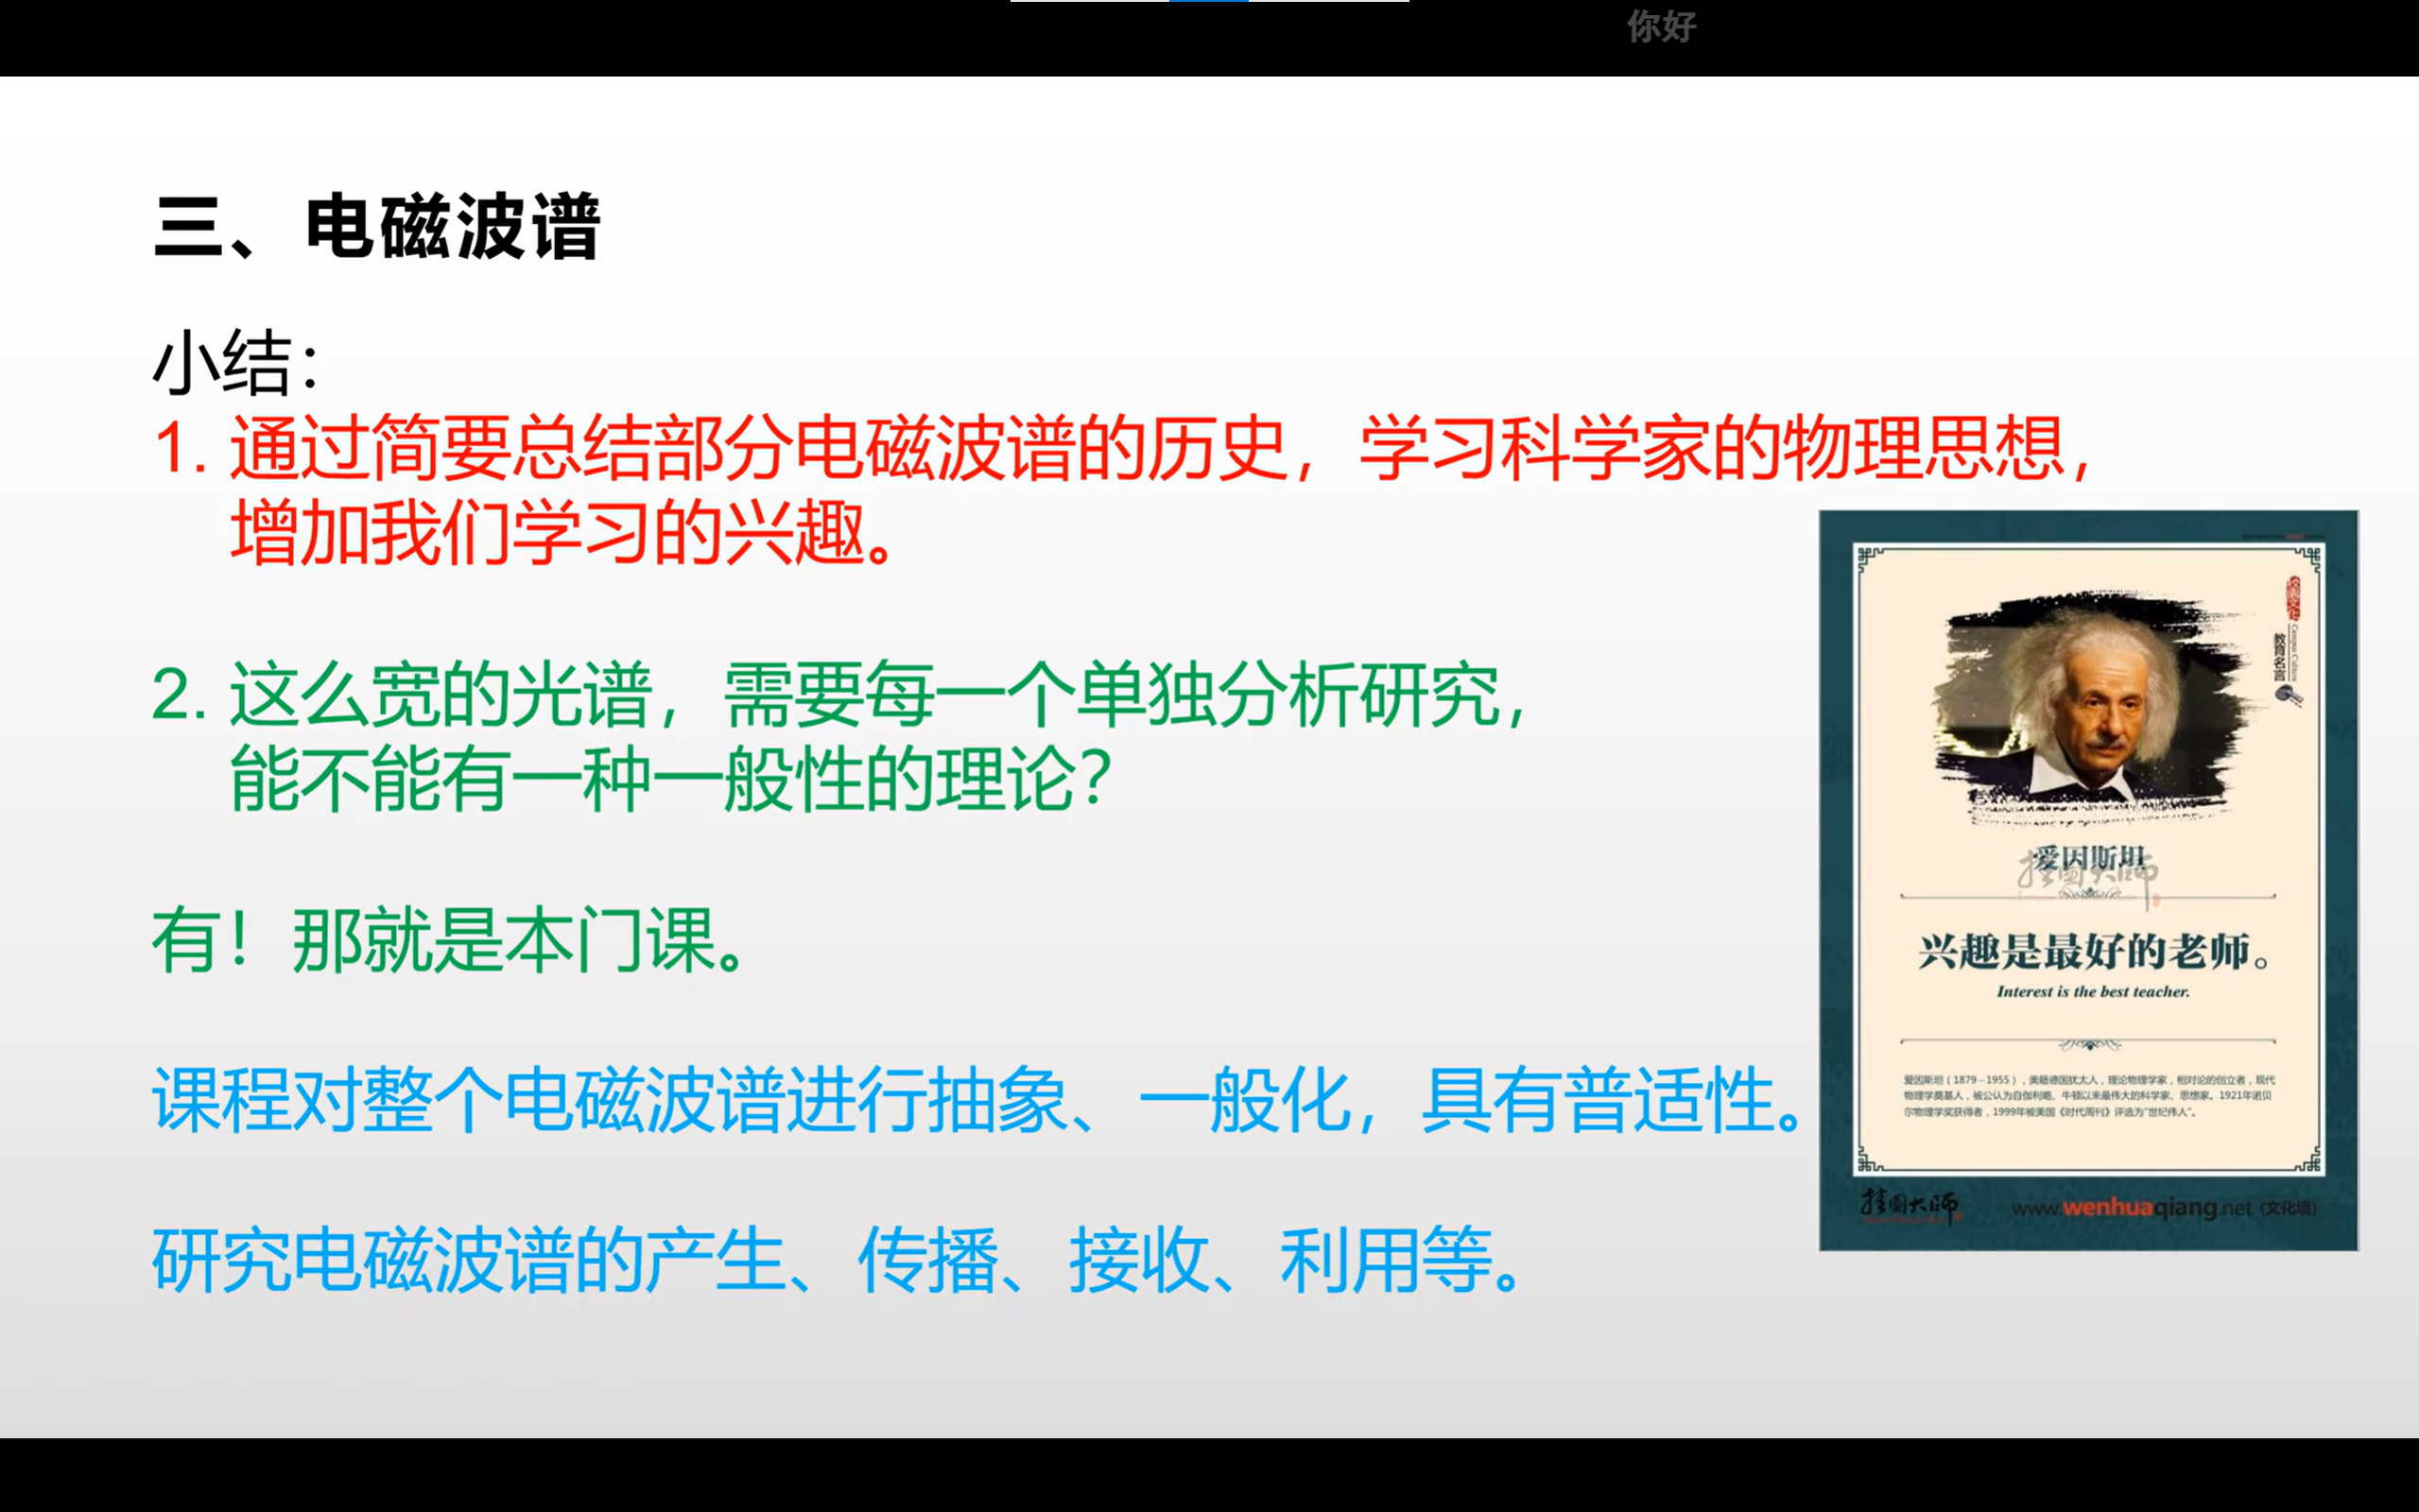 你好
三、电磁波谱
小结：
1. 通过简要总结部分电磁波谱的历史，学习科学家的物理思想，
增加我们学习的兴趣。
2. 这么宽的光谱，需要每一个单独分析研究，
能不能有一种一般性的理论？
有！那就是本门课。
课程对整个电磁波谱进行抽象、一般化，具有普适性。
研究电磁波谱的产生、传播、接收、利用等。
校园文化
Campus Culture
教育名言
爱因斯坦
挂图大师
兴趣是最好的老师。
Interest is the best teacher.
爱因斯坦（1879–1955），美籍德国犹太人，理论物理学家，相对论的创立者，现代
物理学奠基人，被公认为自伽利略、牛顿以来最伟大的科学家、思想家。1921年诺贝
尔物理学奖获得者，1999年被美国《时代周刊》评选为“世纪伟人”。
挂图大师
www.wenhuaqiang.net (文化墙)